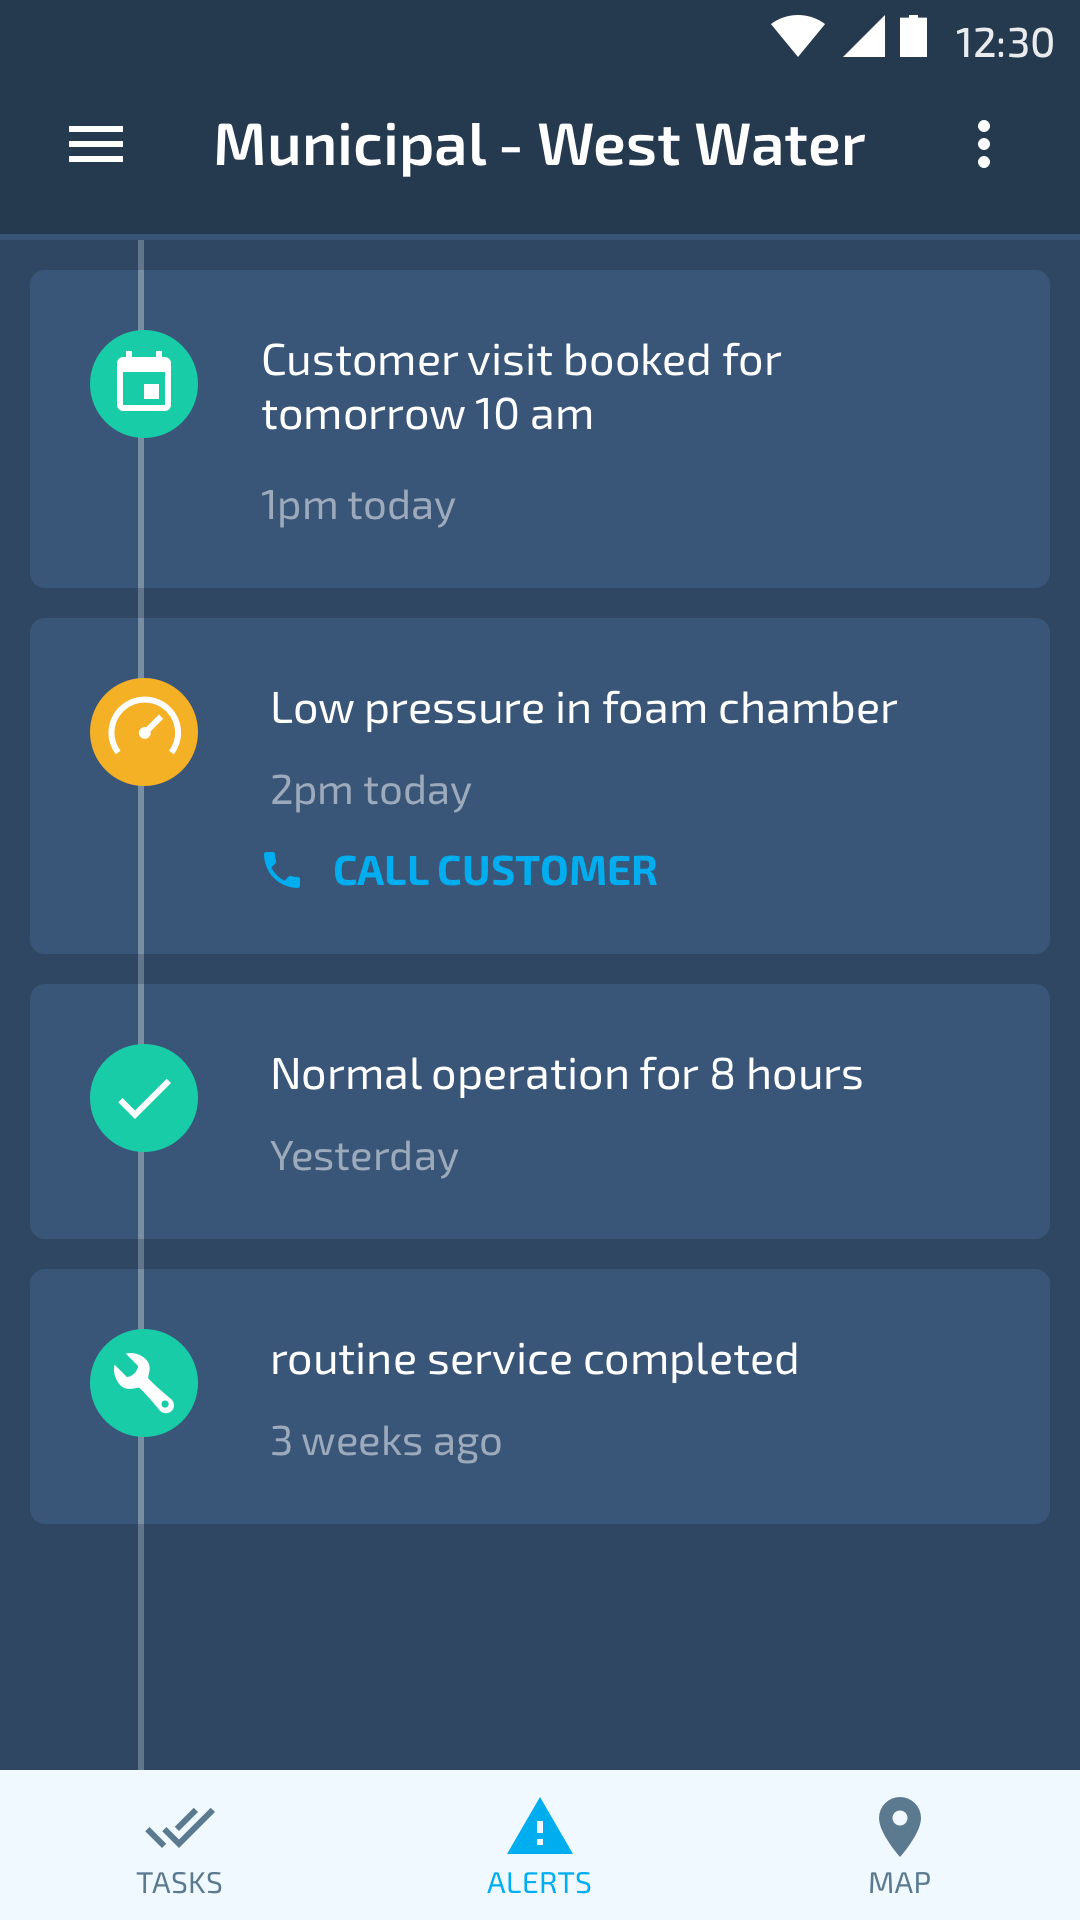 12:30
Municipal - West Water
Customer visit booked for
tomorrow 10 am
1pm today
Low pressure in foam chamber
2pm today
CALL CUSTOMER
Normal operation for 8 hours
Yesterday
routine service completed
3 weeks ago
TASKS
ALERTS
MAP